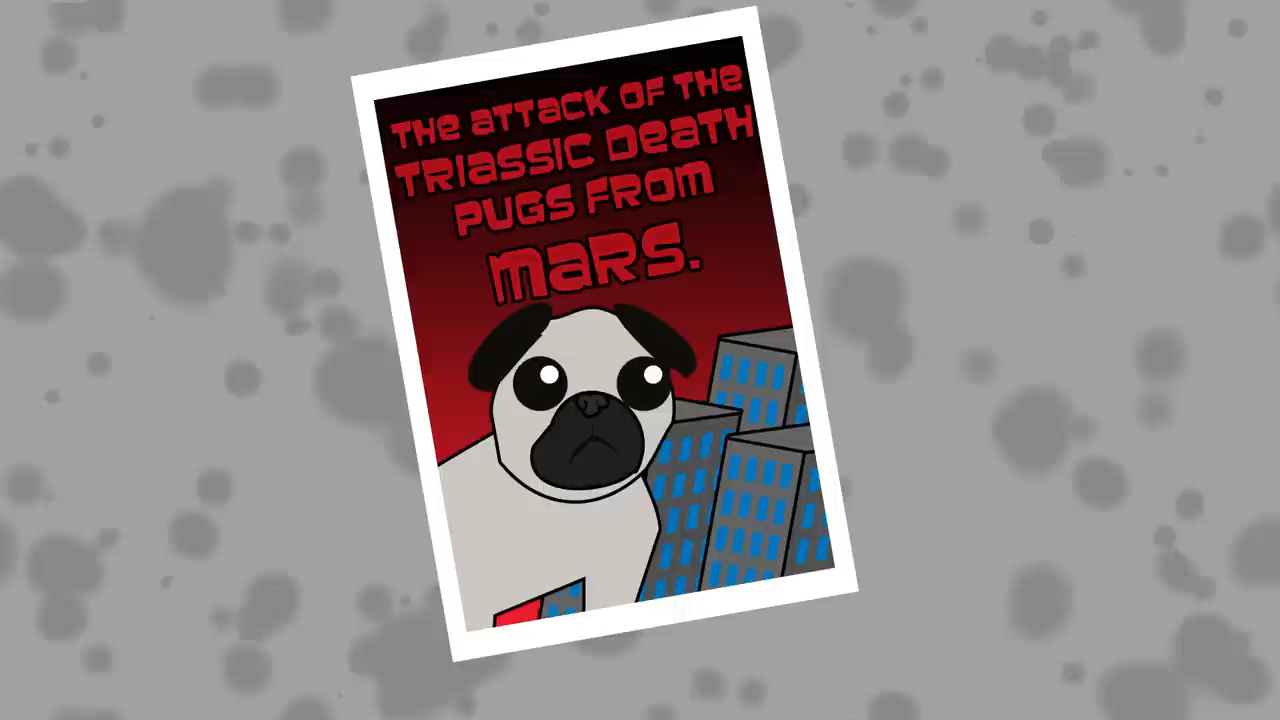 THE ATTACK OF THE
TRIASSIC DEATH
PUGS FROM
MARS.